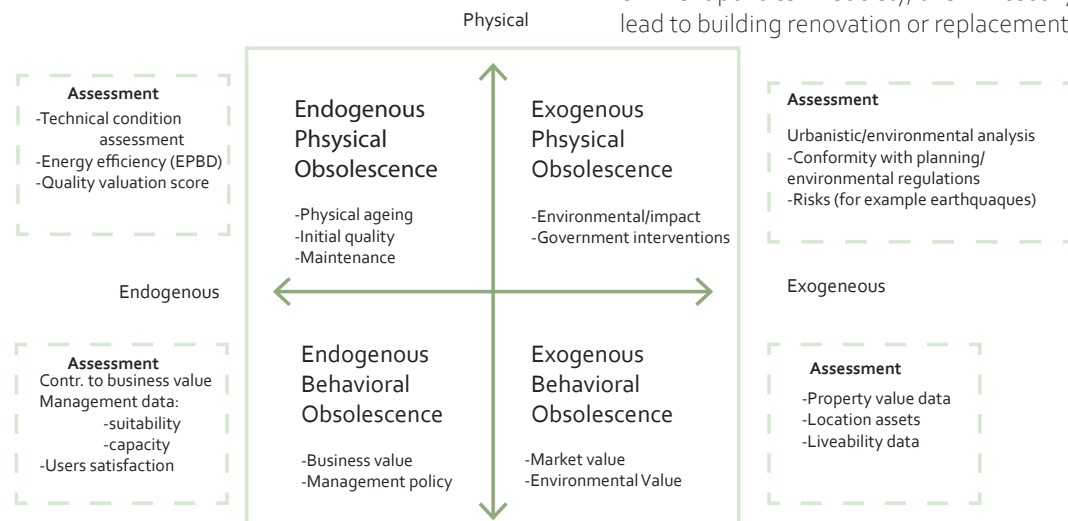 Physical
lead to building renovation or replacement
Assessment
-Technical condition
assessment
-Energy efficiency (EPBD)
-Quality valuation score
Endogenous
Phsysical
Obsolescence
-Physical ageing
-Initial quality
-Maintenance
Exogenous
Phsysical
Obsolescence
-Environmental/impact
-Government interventions
Assessment
Urbanistic/environmental analysis
-Conformity with planning/
environmental regulations
-Risks (for example earthquaques)
Endogenous
Exogeneous
Assessment
Contr. to business value
Management data:
-suitability
-capacity
-Users satisfaction
Endogenous
Behavioral
Obsolescence
-Business value
-Management policy
Exogenous
Behavioral
Obsolescence
-Market value
-Environmental Value
Assessment
-Property value data
-Location assets
-Liveability data